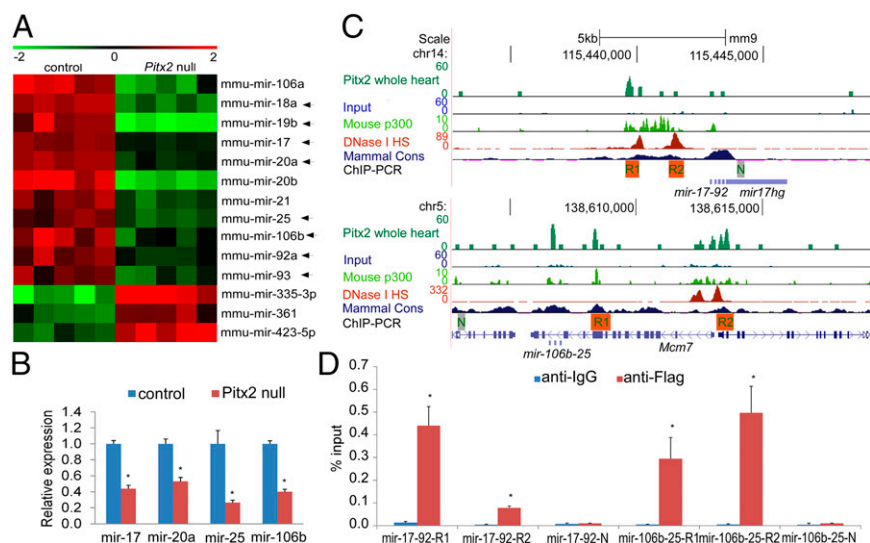 A
-2 0 2
control Pitx2 null
mmu-mir-106a
mmu-mir-18a
mmu-mir-19b
mmu-mir-17
mmu-mir-20a
mmu-mir-20b
mmu-mir-21
mmu-mir-25
mmu-mir-106b
mmu-mir-92a
mmu-mir-93
mmu-mir-335-3p
mmu-mir-361
mmu-mir-423-5p
B
control Pitx2 null
Relative expression
1.4
1.2
1.0
0.8
0.6
0.4
0.2
0.0
* * * *
mir-17 mir-20a mir-25 mir-106b
C
Scale 5kb mm9
chr14: 115,440,000 115,445,000
60
Pitx2 whole heart
0
60
Input
0
10
Mouse p300
0
89
DNase I HS
0
Mammal Cons
ChIP-PCR R1 R2 N
mir-17-92 mir17hg
chr5: 138,610,000 138,615,000
60
Pitx2 whole heart
0
60
Input
0
10
Mouse p300
0
332
DNase I HS
0
Mammal Cons
ChIP-PCR
N R1 R2
mir-106b-25 Mcm7
D
anti-IgG anti-Flag
% input
0.7
0.6
0.5
0.4
0.3
0.2
0.1
0.0
* * * *
mir-17-92-R1 mir-17-92-R2 mir-17-92-N mir-106b-25-R1 mir-106b-25-R2 mir-106b-25-N